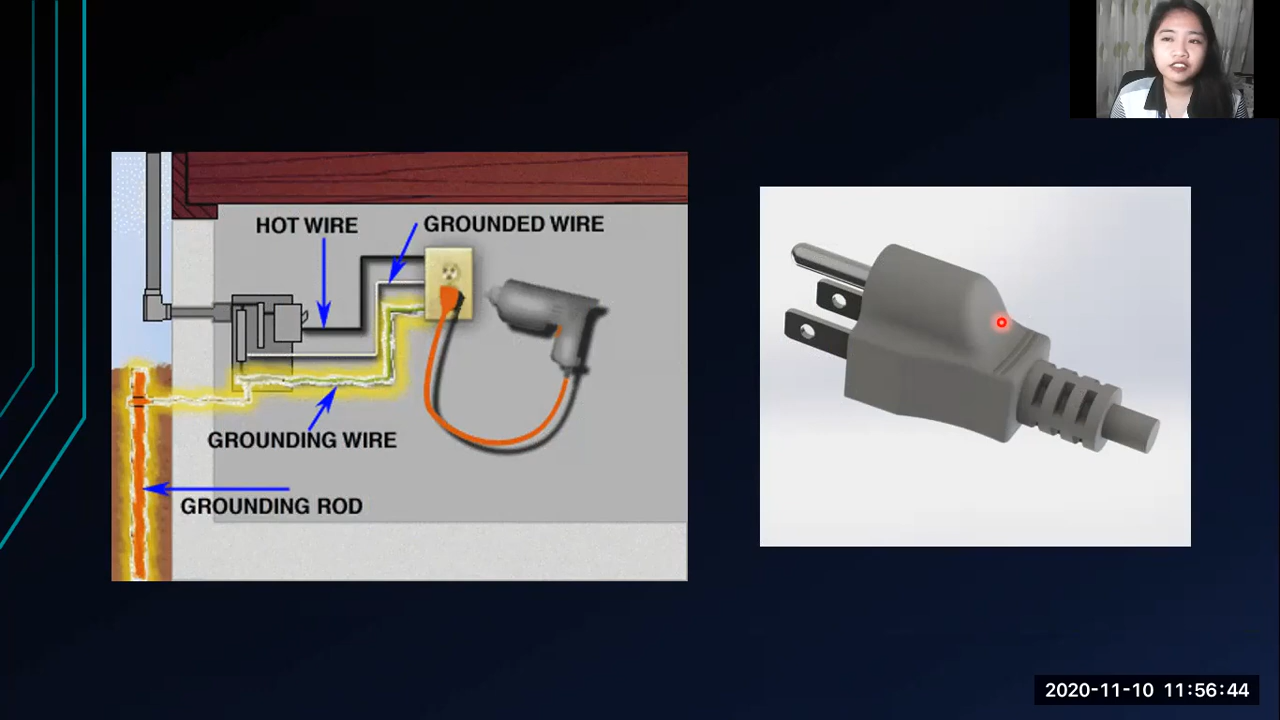 HOT WIRE
GROUNDED WIRE
GROUNDING WIRE
GROUNDING ROD
2020-11-10 11:56:44